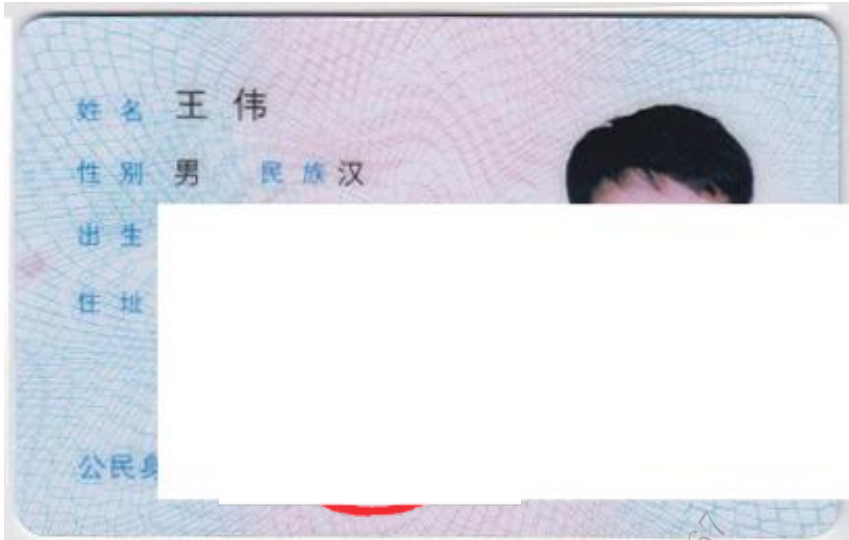 姓名 王伟
性别 男 民族 汉
出生
住址
公民身